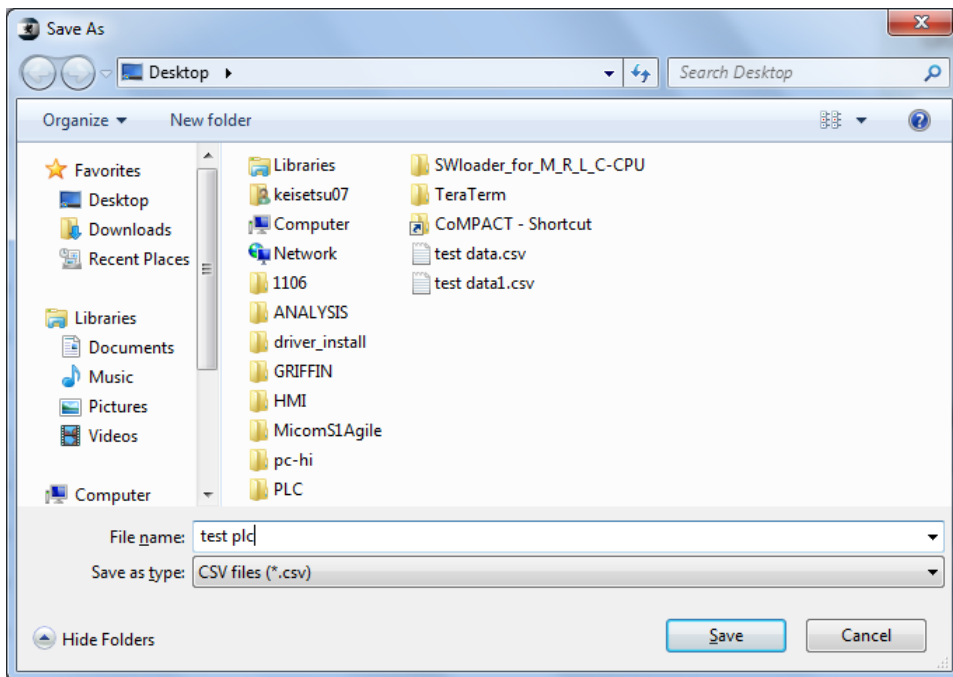 Save As
Desktop
Search Desktop
Organize
New folder
Favorites
Desktop
Downloads
Recent Places
Libraries
Documents
Music
Pictures
Videos
Computer
Libraries
keisetsu07
Computer
Network
1106
ANALYSIS
driver_install
GRIFFIN
HMI
MicomS1Agile
pc-hi
PLC
SWloader_for_M_R_L_C-CPU
TeraTerm
CoMPACT - Shortcut
test data.csv
test data1.csv
File name: test plc
Save as type: CSV files (*.csv)
Hide Folders
Save
Cancel